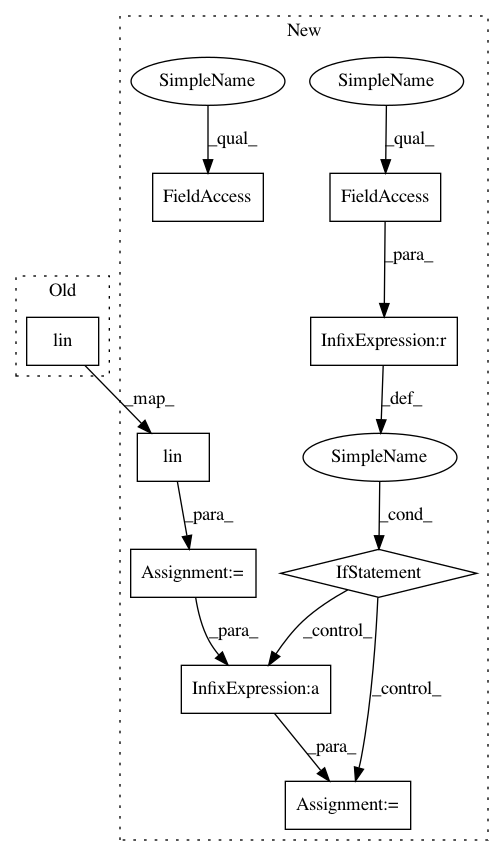 New
SimpleName
SimpleName
_qual_
_qual_
FieldAccess
FieldAccess
_para_
Old
lin
InfixExpression:r
_map_
_def_
lin
SimpleName
_para_
_cond_
Assignment:=
IfStatement
_para_
_control_
InfixExpression:a
_control_
_para_
Assignment:=